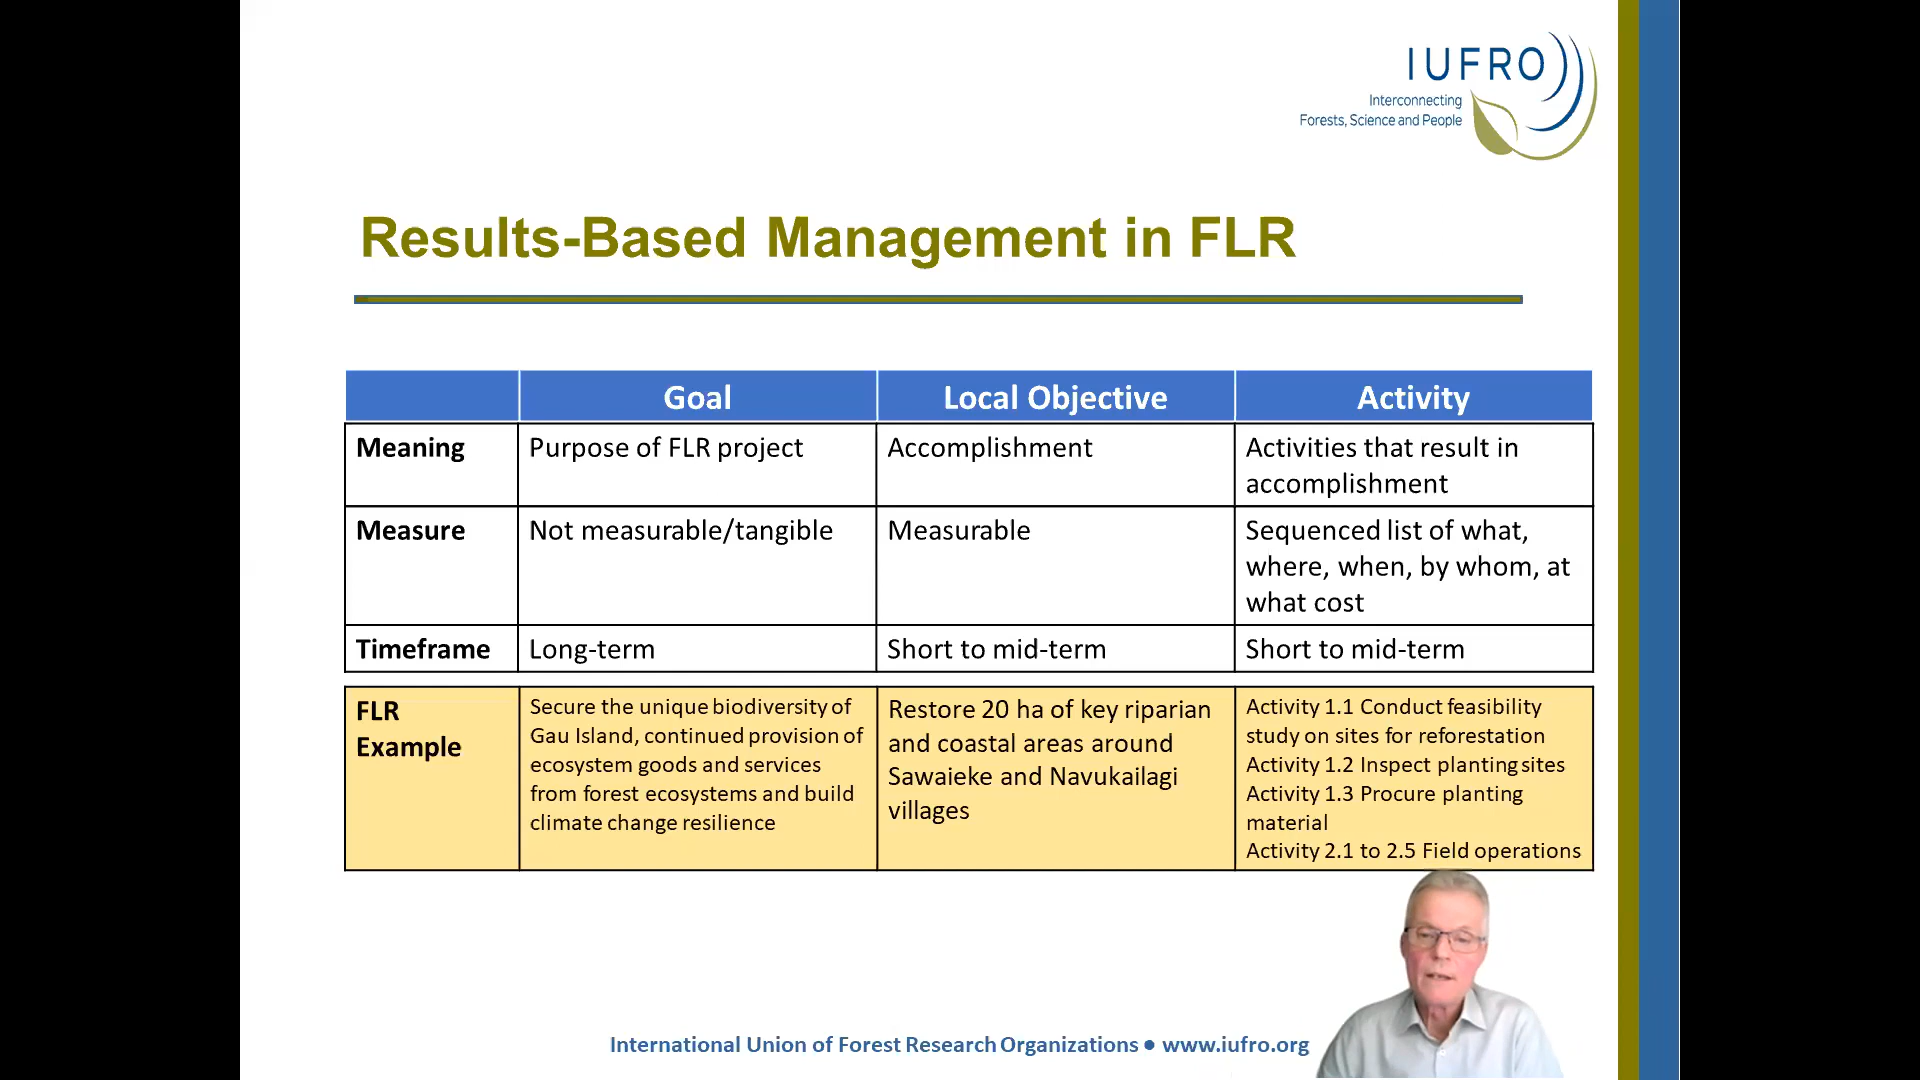 IUFRO
Interconnecting
Forests, Science and People
Results-Based Management in FLR
Goal
Local Objective
Activity
Meaning
Purpose of FLR project
Accomplishment
Activities that result in
accomplishment
Measure
Not measurable/tangible
Measurable
Sequenced list of what,
where, when, by whom, at
what cost
Timeframe
Long-term
Short to mid-term
Short to mid-term
FLR
Example
Secure the unique biodiversity of
Gau Island, continued provision of
ecosystem goods and services
from forest ecosystems and build
climate change resilience
Restore 20 ha of key riparian
and coastal areas around
Sawaieke and Navukailagi
villages
Activity 1.1 Conduct feasibility
study on sites for reforestation
Activity 1.2 Inspect planting sites
Activity 1.3 Procure planting
material
Activity 2.1 to 2.5 Field operations
International Union of Forest Research Organizations ● www.iufro.org